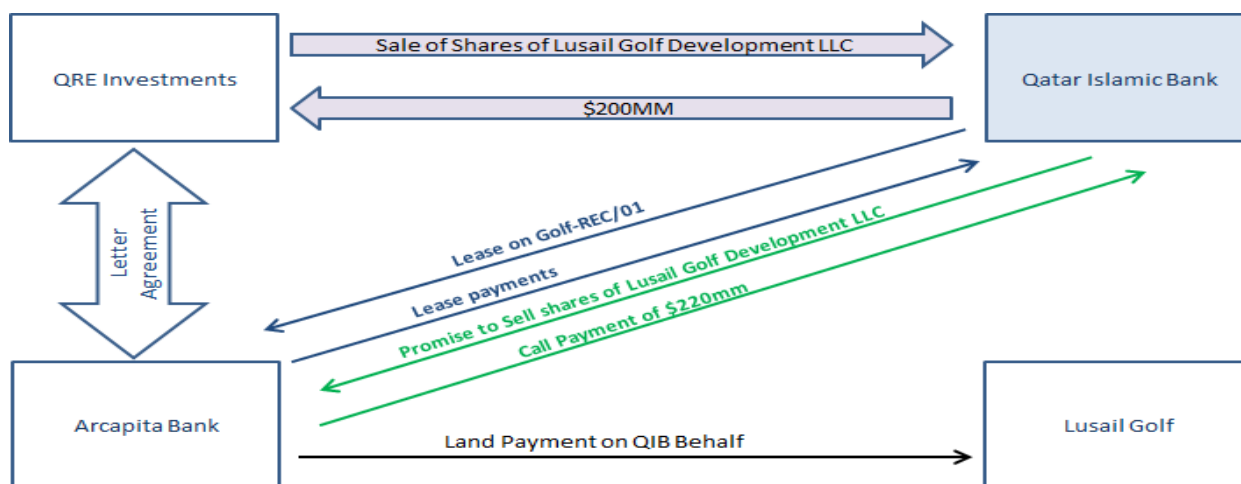 Sale of Shares of Lusail Golf Development LLC
QRE Investments
Qatar Islamic Bank
$200MM
Letter
Agreement
Lease on Golf-REC/01
Lease payments
Promise to Sell shares of Lusail Golf Development LLC
Call Payment of $220mm
Arcapita Bank
Land Payment on QIB Behalf
Lusail Golf